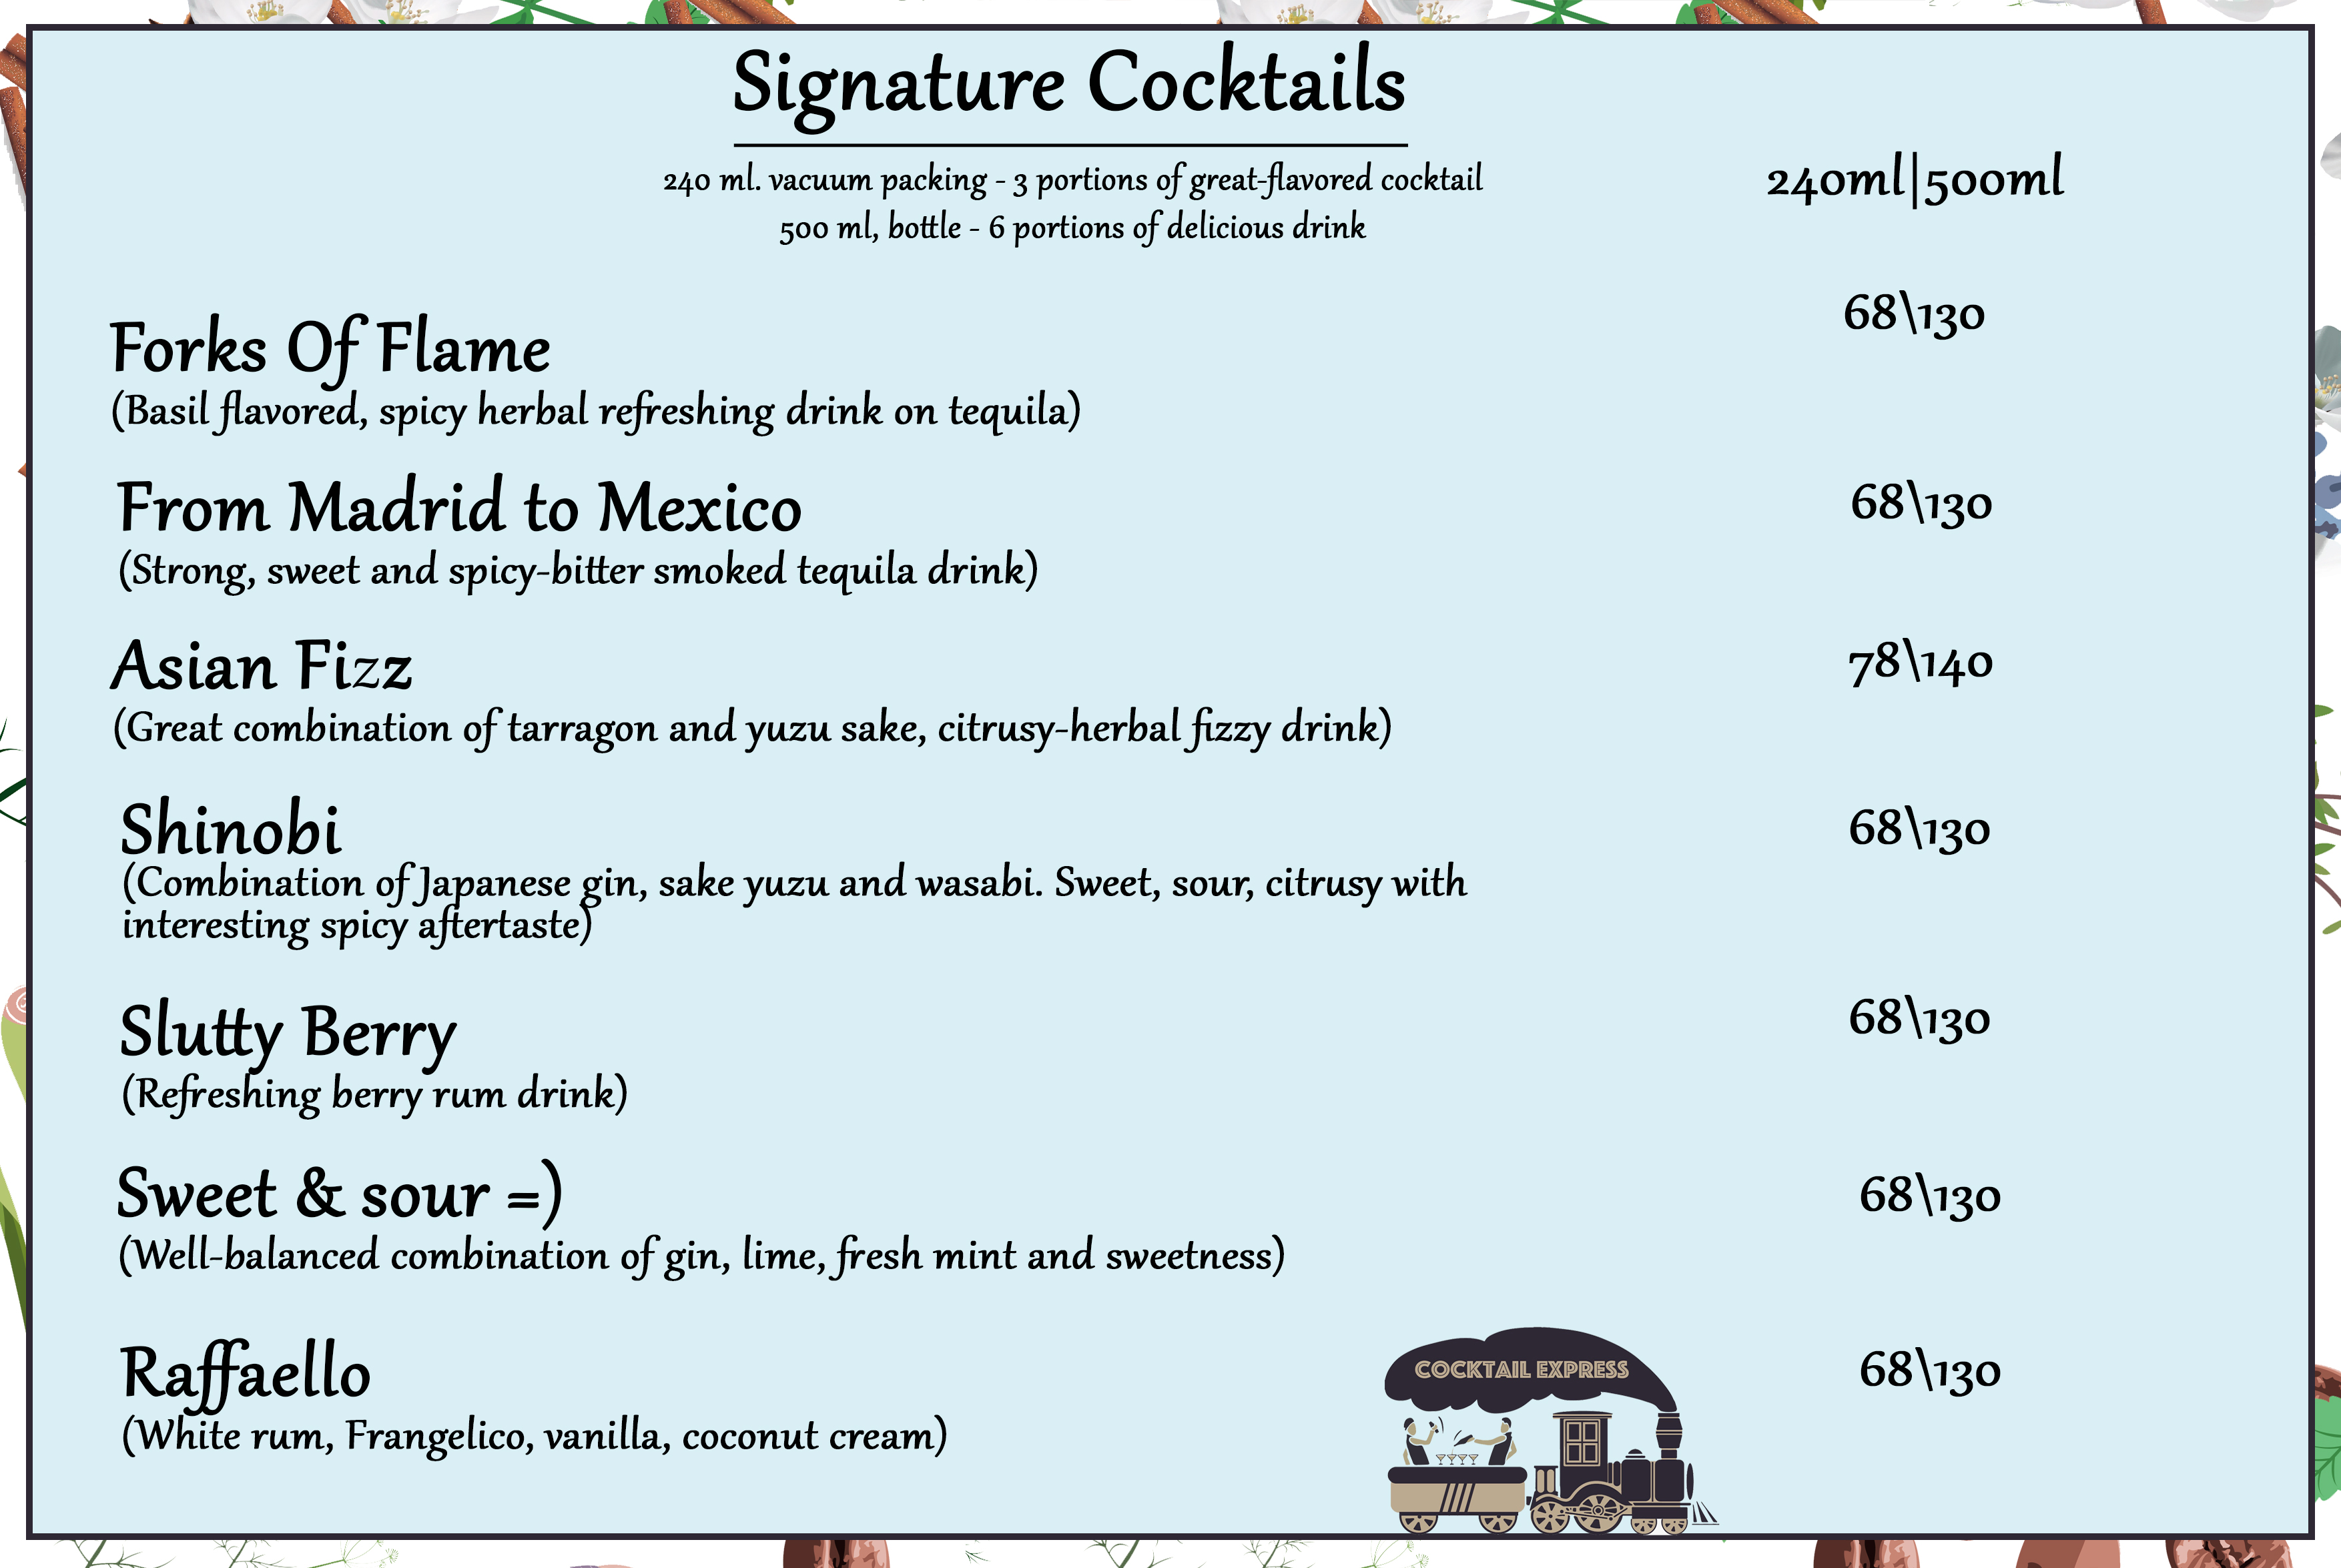 Signature Cocktails
240 ml. vacuum packing - 3 portions of great-flavored cocktail
500 ml, bottle - 6 portions of delicious drink
240ml|500ml
Forks Of Flame
68\130
(Basil flavored, spicy herbal refreshing drink on tequila)
From Madrid to Mexico
68\130
(Strong, sweet and spicy-bitter smoked tequila drink)
Asian Fizz
78\140
(Great combination of tarragon and yuzu sake, citrusy-herbal fizzy drink)
Shinobi
68\130
(Combination of Japanese gin, sake yuzu and wasabi. Sweet, sour, citrusy with
interesting spicy aftertaste)
Slutty Berry
68\130
(Refreshing berry rum drink)
Sweet & sour =)
68\130
(Well-balanced combination of gin, lime, fresh mint and sweetness)
Raffaello
68\130
(White rum, Frangelico, vanilla, coconut cream)
COCKTAIL EXPRESS